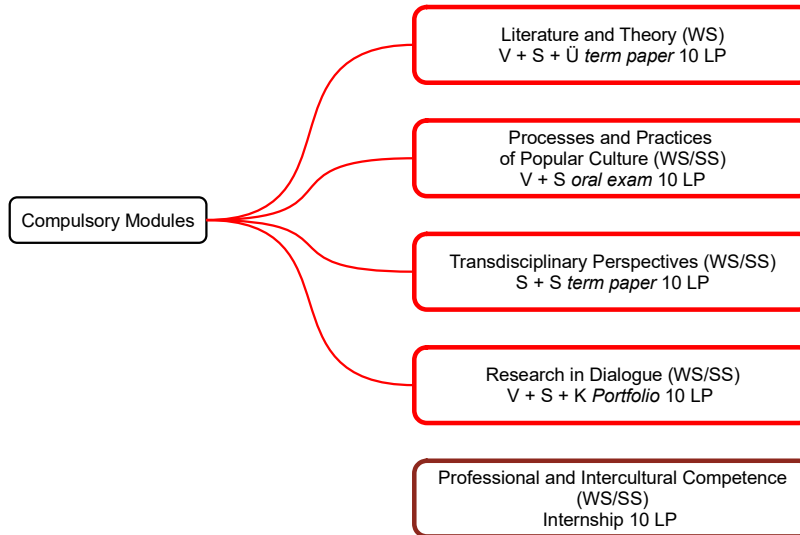 Compulsory Modules
Literature and Theory (WS)
V + S + Ü term paper 10 LP
Processes and Practices
of Popular Culture (WS/SS)
V + S oral exam 10 LP
Transdisciplinary Perspectives (WS/SS)
S + S term paper 10 LP
Research in Dialogue (WS/SS)
V + S + K Portfolio 10 LP
Professional and Intercultural Competence
(WS/SS)
Internship 10 LP